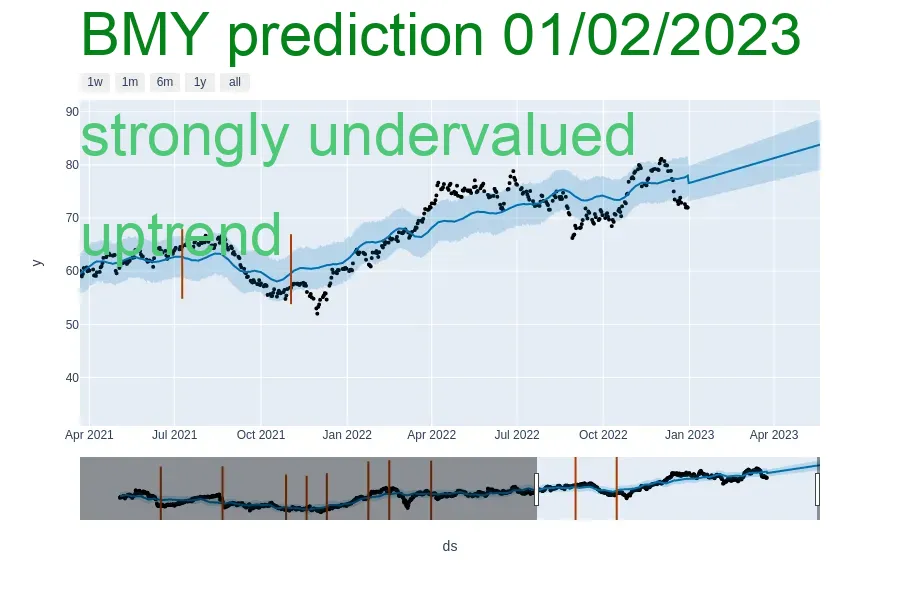 BMY prediction 01/02/2023
1w 1m 6m 1y all
90
strongly undervalued
80
70
uptrend
y
60
50
40
Apr 2021 Jul 2021 Oct 2021 Jan 2022 Apr 2022 Jul 2022 Oct 2022 Jan 2023 Apr 2023
ds